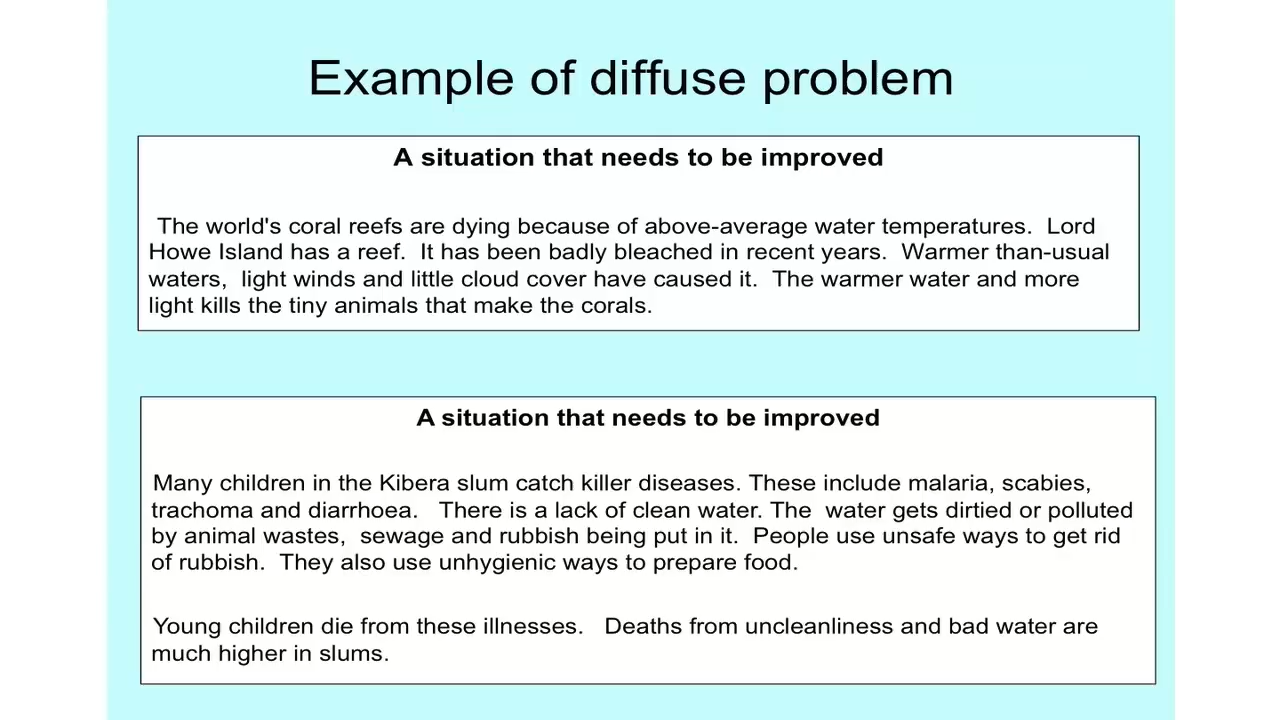 Example of diffuse problem
A situation that needs to be improved
The world's coral reefs are dying because of above-average water temperatures.  Lord
Howe Island has a reef.  It has been badly bleached in recent years.  Warmer than-usual
waters,  light winds and little cloud cover have caused it.  The warmer water and more
light kills the tiny animals that make the corals.
A situation that needs to be improved
Many children in the Kibera slum catch killer diseases. These include malaria, scabies,
trachoma and diarrhoea.   There is a lack of clean water. The  water gets dirtied or polluted
by animal wastes,  sewage and rubbish being put in it.  People use unsafe ways to get rid
of rubbish.  They also use unhygienic ways to prepare food.
Young children die from these illnesses.   Deaths from uncleanliness and bad water are
much higher in slums.